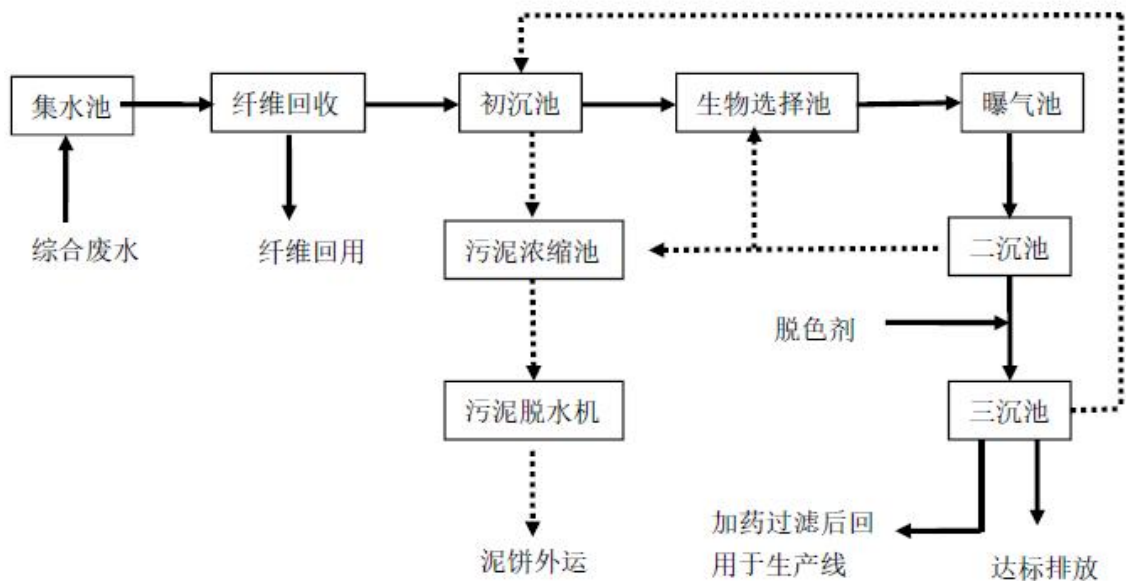 集水池
纤维回收
初沉池
生物选择池
曝气池
综合废水
纤维回用
污泥浓缩池
二沉池
脱色剂
污泥脱水机
三沉池
泥饼外运
加药过滤后回
用于生产线
达标排放